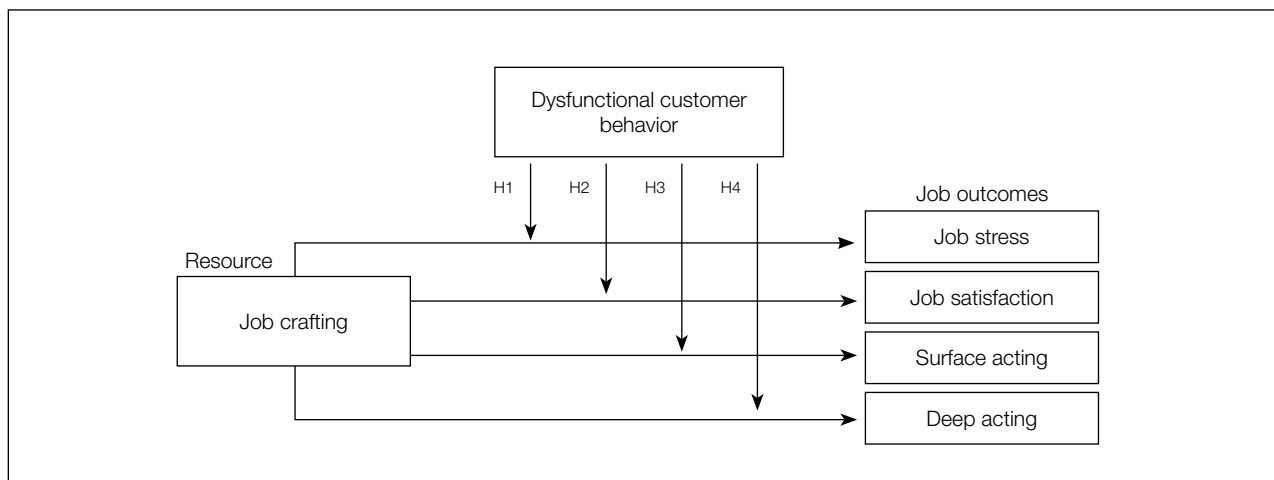 Dysfunctional customer
behavior
H1
H2
H3
H4
Job outcomes
Job stress
Resource
Job crafting
Job satisfaction
Surface acting
Deep acting